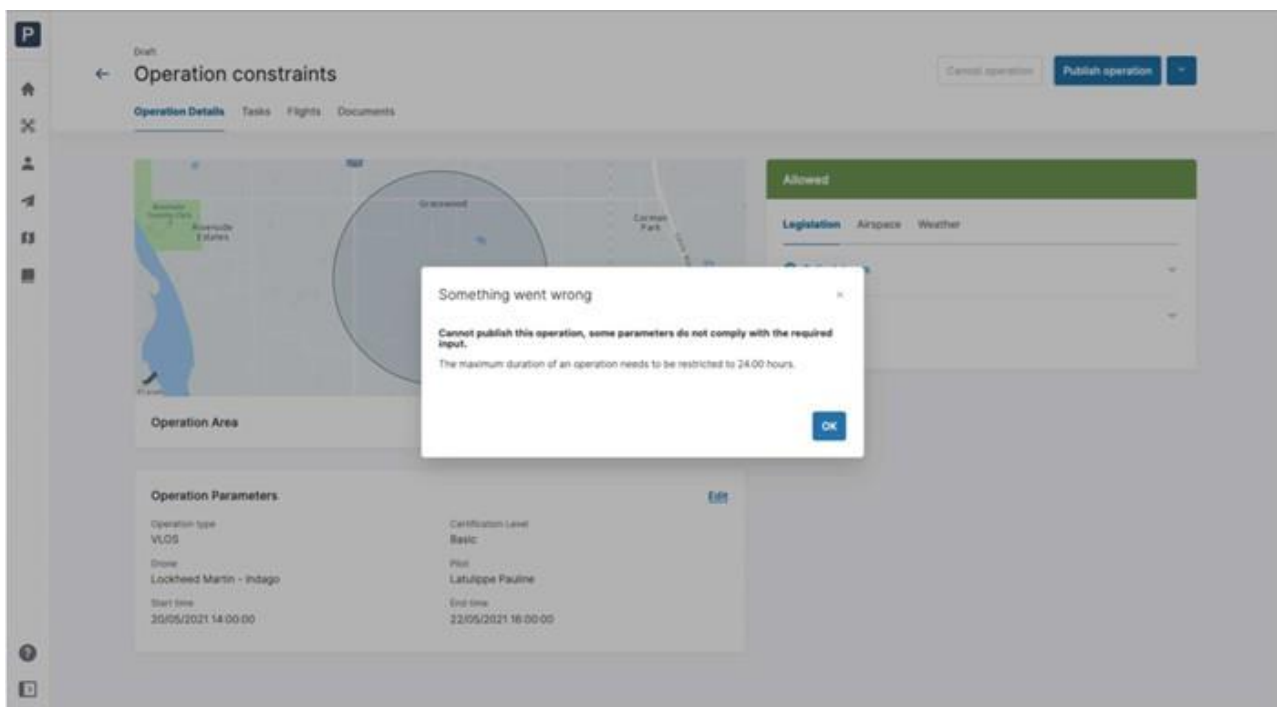 P
Draft
Operation constraints
Cancel operation
Publish operation
Operation Details Tasks Flights Documents
Allowed
Legislation Airspace Weather
Riverside
Estates
Gracewood
Corman
Park
Something went wrong
Cannot publish this operation, some parameters do not comply with the required
input.
The maximum duration of an operation needs to be restricted to 24:00 hours.
OK
Operation Area
Operation Parameters
Edit
Operation type
VLOS
Certification Level
Basic
Drone
Lockheed Martin - Indago
Pilot
Latulippe Pauline
Start time
20/05/2021 14:00:00
End time
22/05/2021 16:00:00